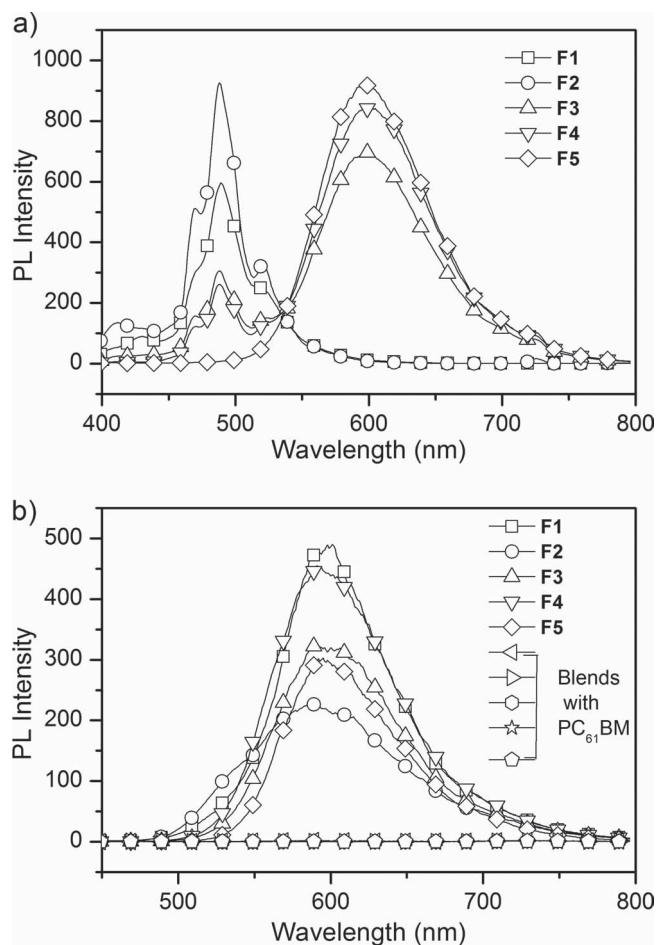 a)
1000
800
600
400
200
0
PL Intensity
F1
F2
F3
F4
F5
400 500 600 700 800
Wavelength (nm)
b)
500
400
300
200
100
0
PL Intensity
F1
F2
F3
F4
F5
Blends
with
PC₆₁BM
500 600 700 800
Wavelength (nm)